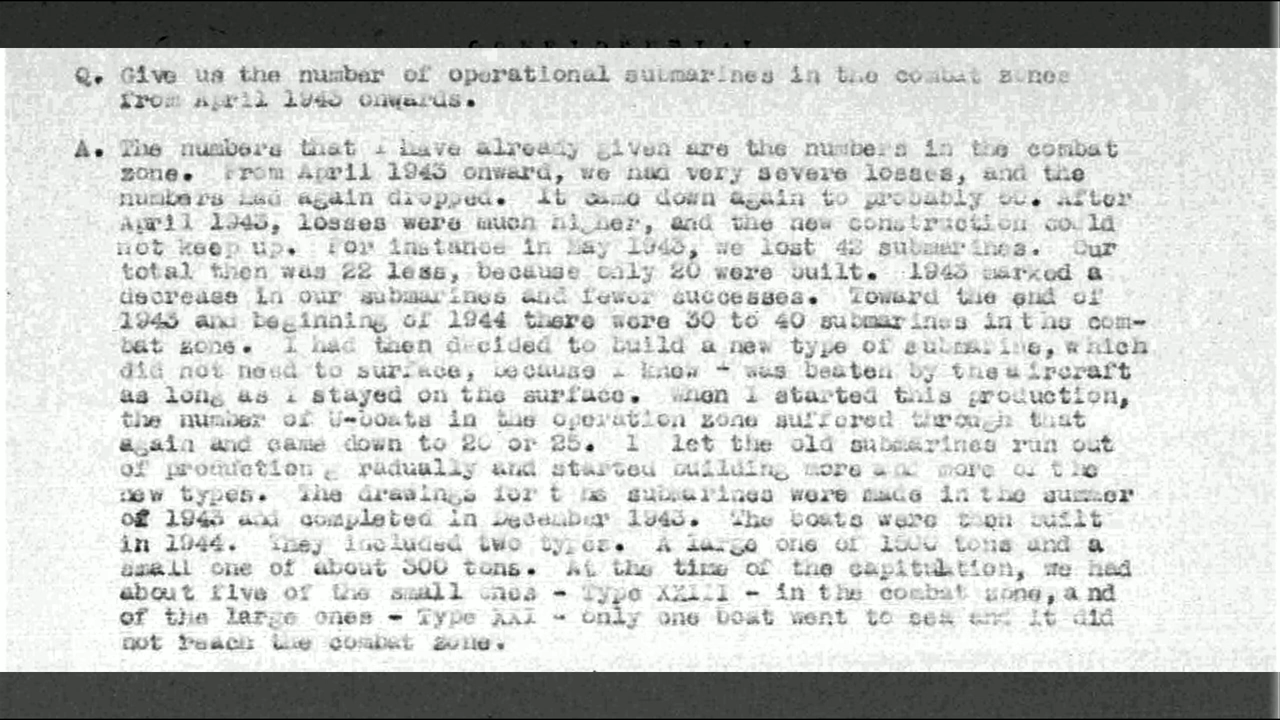 CONFIDENTIAL
Q. Give us the number of operational submarines in the combat zones
from April 1943 onwards.
A. The numbers that I have already given are the numbers in the combat
zone. From April 1943 onward, we had very severe losses, and the
numbers had again dropped. It came down again to probably 60. After
April 1943, losses were much higher, and the new construction could
not keep up. For instance in May 1943, we lost 42 submarines. Our
total then was 22 less, because only 20 were built. 1943 marked a
decrease in our submarines and fewer successes. Toward the end of
1943 and beginning of 1944 there were 30 to 40 submarines in the com-
bat zone. I had then decided to build a new type of submarine, which
did not need to surface, because I knew - was beaten by the aircraft
as long as I stayed on the surface. When I started this production,
the number of U-boats in the operation zone suffered through that
again and came down to 20 or 25. I let the old submarines run out
of production g radually and started building more and more of the
new types. The drawings for t he submarines were made in the summer
of 1943 and completed in December 1943. The boats were then built
in 1944. They included two types. A large one of 1500 tons and a
small one of about 300 tons. At the time of the capitulation, we had
about five of the small ones - Type XXIII - in the combat zone, and
of the large ones - Type XXI - only one boat went to sea and it did
not reach the combat zone.